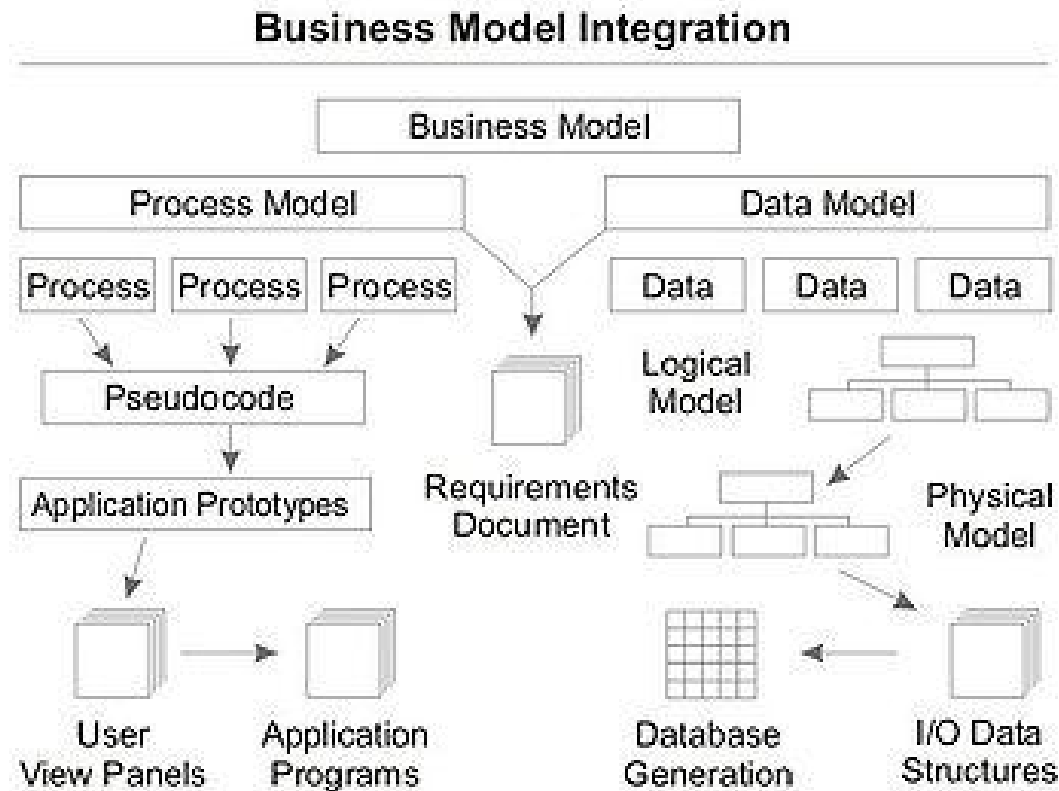 Business Model Integration
Business Model
Process Model
Data Model
Process
Process
Process
Data
Data
Data
Logical
Model
Pseudocode
Requirements
Document
Application Prototypes
Physical
Model
User
View Panels
Application
Programs
Database
Generation
I/O Data
Structures